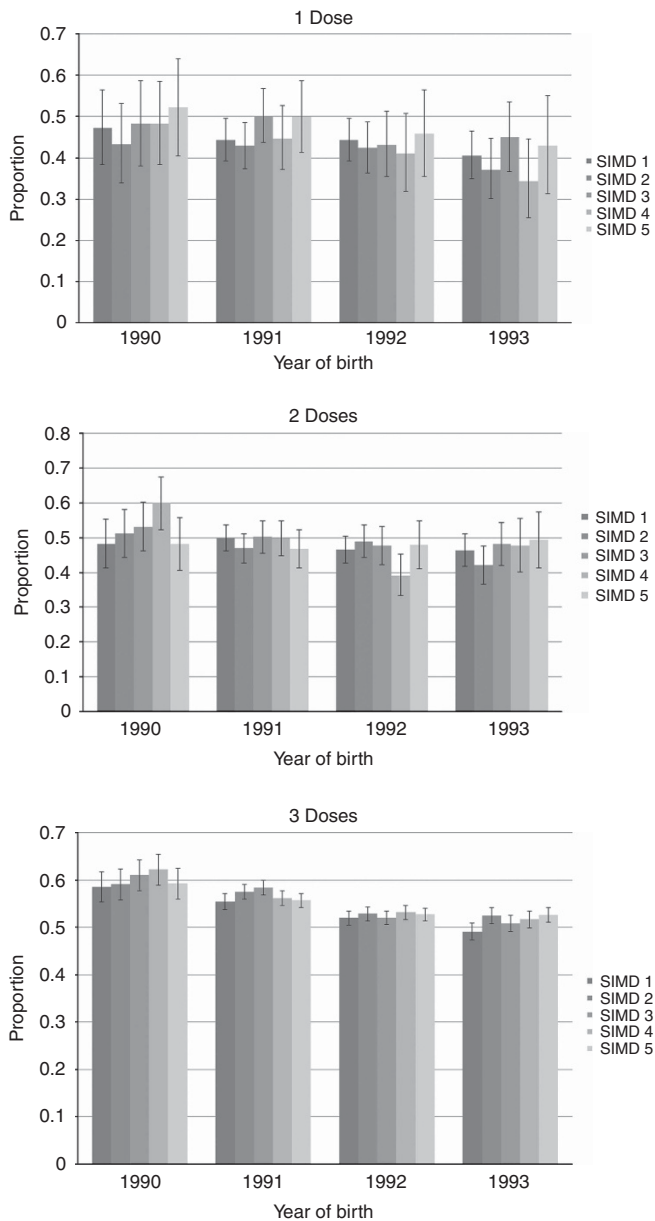 1 Dose
0.7
0.6
0.5
0.4
0.3
0.2
0.1
0
Proportion
1990 1991 1992 1993
Year of birth
SIMD 1
SIMD 2
SIMD 3
SIMD 4
SIMD 5
2 Doses
0.8
0.7
0.6
0.5
0.4
0.3
0.2
0.1
0
Proportion
1990 1991 1992 1993
Year of birth
SIMD 1
SIMD 2
SIMD 3
SIMD 4
SIMD 5
3 Doses
0.7
0.6
0.5
0.4
0.3
0.2
0.1
0
Proportion
1990 1991 1992 1993
Year of birth
SIMD 1
SIMD 2
SIMD 3
SIMD 4
SIMD 5